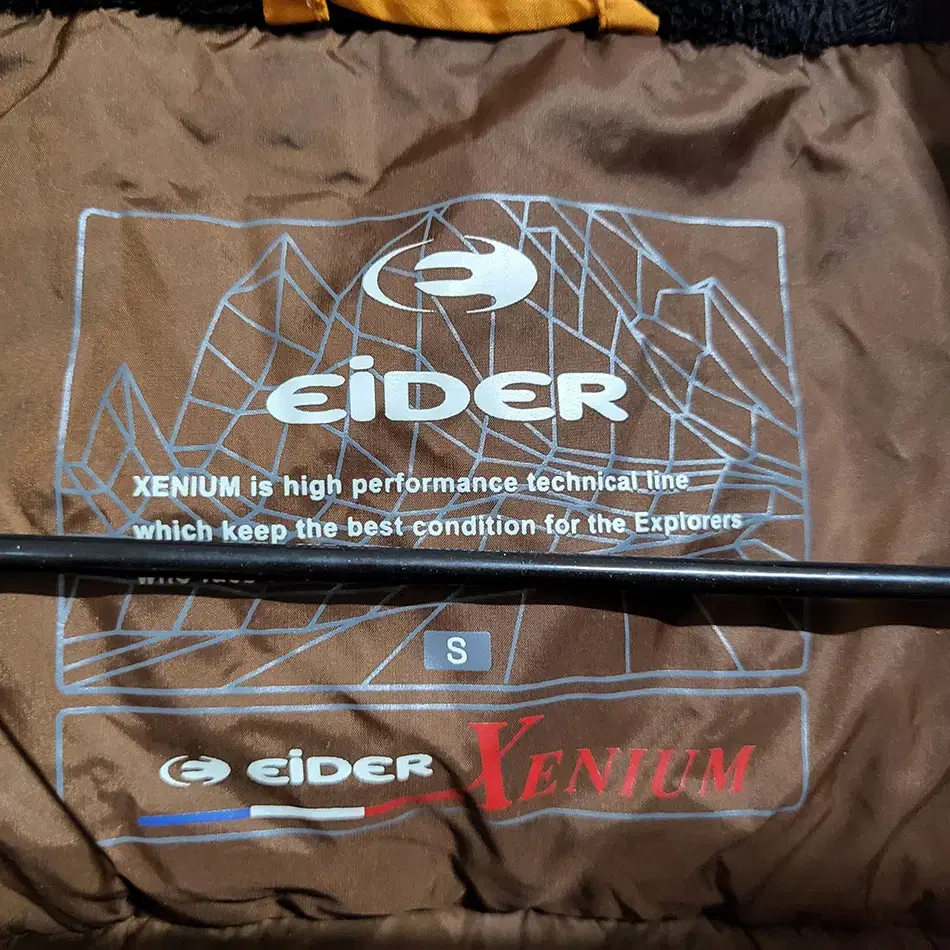 EiDER
XENIUM is high performance technical line
which keep the best condition for the Explorers
S
EiDER XENIUM